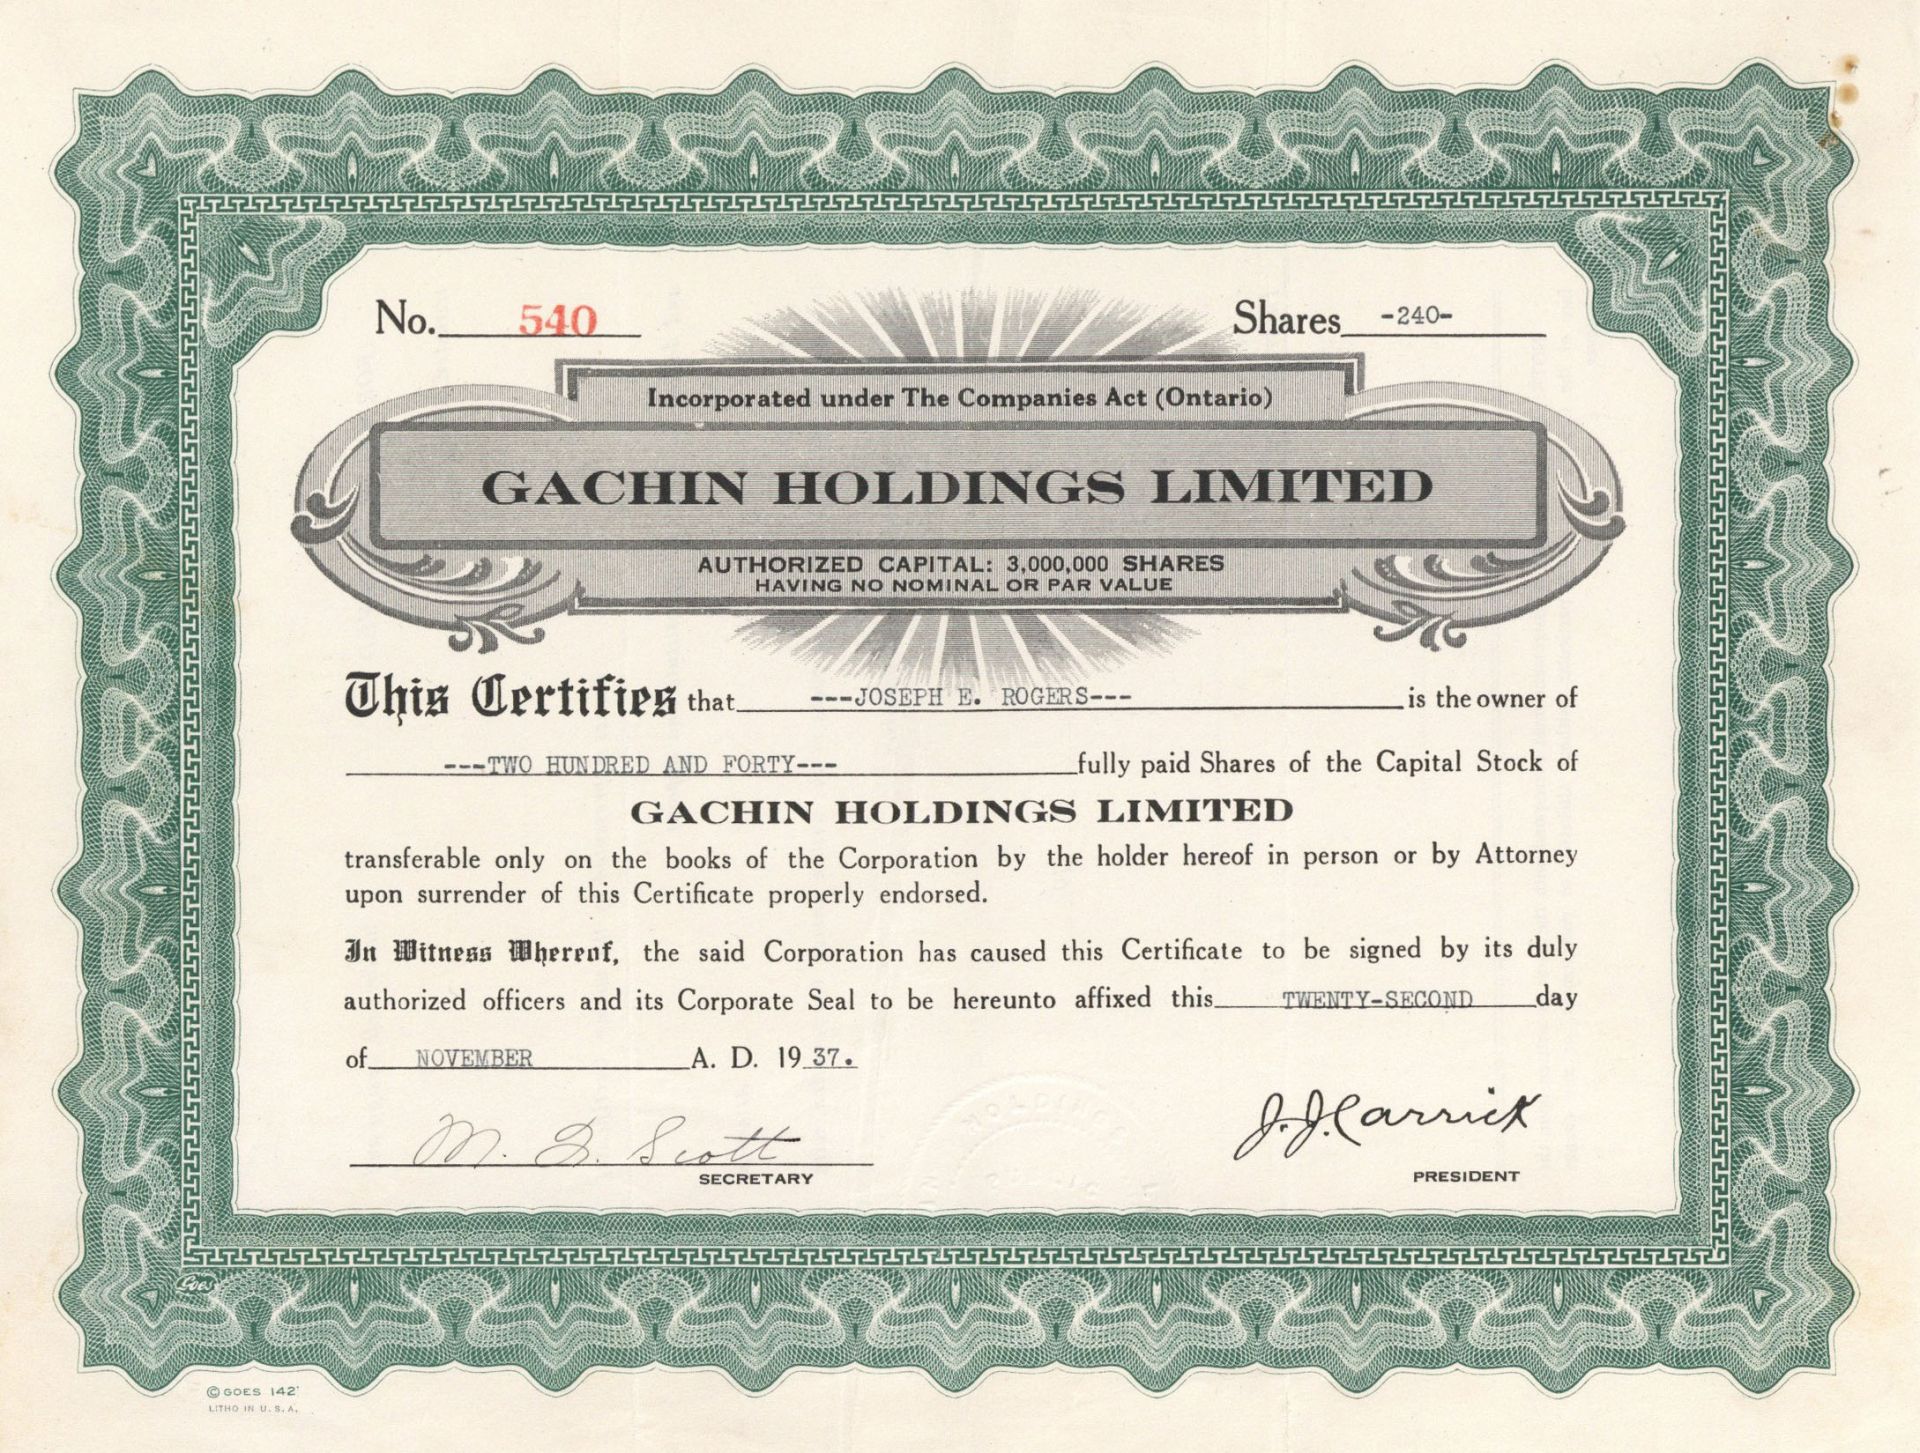 No. 540 Shares -240-
Incorporated under The Companies Act (Ontario)
GACHIN HOLDINGS LIMITED
AUTHORIZED CAPITAL: 3,000,000 SHARES
HAVING NO NOMINAL OR PAR VALUE
This Certifies that ---JOSEPH E. ROGERS--- is the owner of
---TWO HUNDRED AND FORTY--- fully paid Shares of the Capital Stock of
GACHIN HOLDINGS LIMITED
transferable only on the books of the Corporation by the holder hereof in person or by Attorney
upon surrender of this Certificate properly endorsed.
In Witness Whereof, the said Corporation has caused this Certificate to be signed by its duly
authorized officers and its Corporate Seal to be hereunto affixed this TWENTY-SECOND day
of NOVEMBER A. D. 19 37.
HOLDINGS
M. Scott J. J. Carrick
SECRETARY PRESIDENT
Goes
© GOES 142
LITHO IN U. S. A.